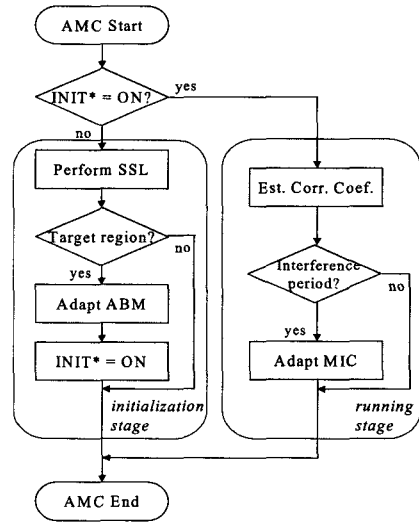 AMC Start
INIT* = ON?
yes
no
Perform SSL
Target region?
no
yes
Adapt ABM
INIT* = ON
initialization
stage
Est. Corr. Coef.
Interference
period?
no
yes
Adapt MIC
running
stage
AMC End